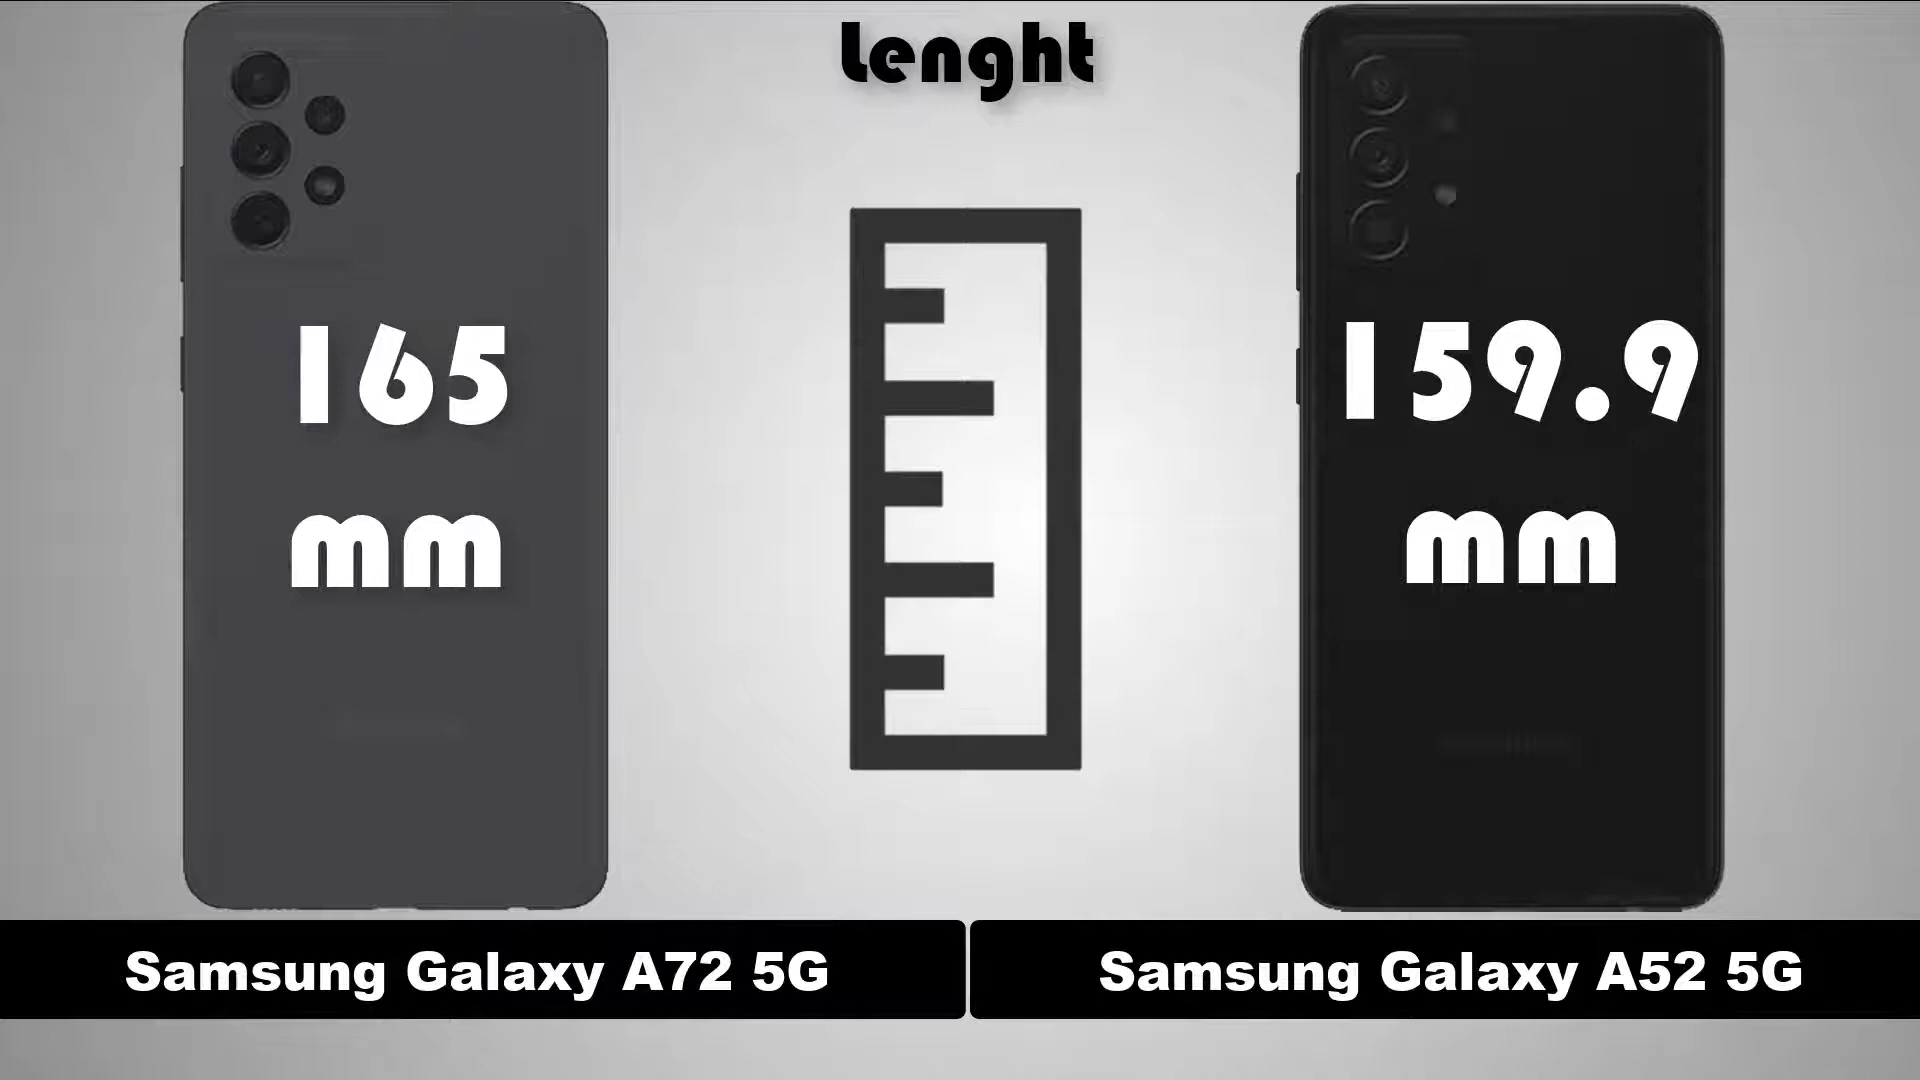 Lenght
165
mm
159.9
mm
Samsung Galaxy A72 5G
Samsung Galaxy A52 5G